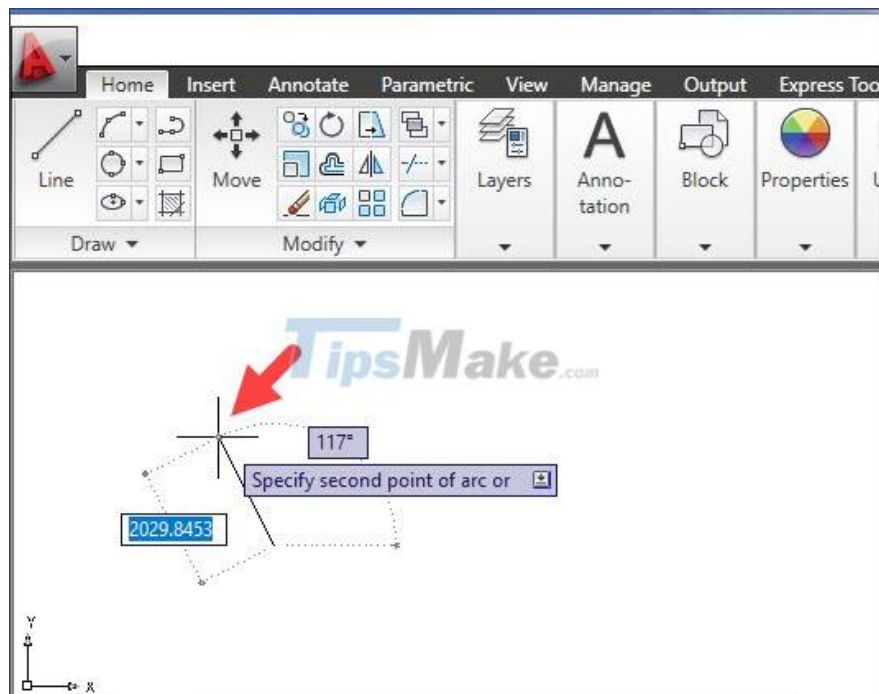 A
Home Insert Annotate Parametric View Manage Output Express Too
Line
Move
Layers
A
Anno-
tation
Block
Properties
Draw
Modify
TipsMake.com
117°
Specify second point of arc or
2029.8453
Y
X